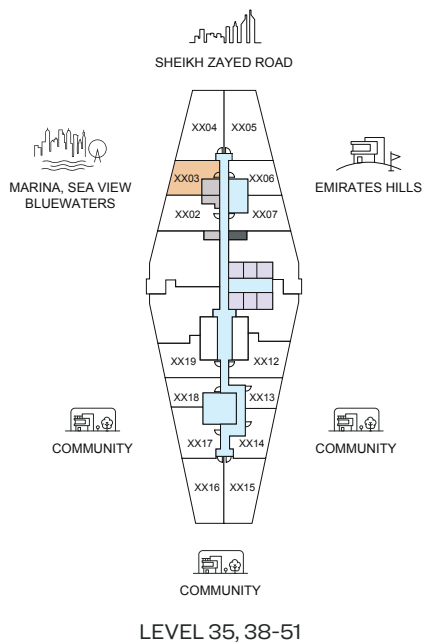 SHEIKH ZAYED ROAD
XX04
XX05
MARINA, SEA VIEW
BLUEWATERS
EMIRATES HILLS
XX03
XX06
XX02
XX07
XX19
XX12
XX18
XX13
COMMUNITY
COMMUNITY
XX17
XX14
XX16
XX15
COMMUNITY
LEVEL 35, 38-51